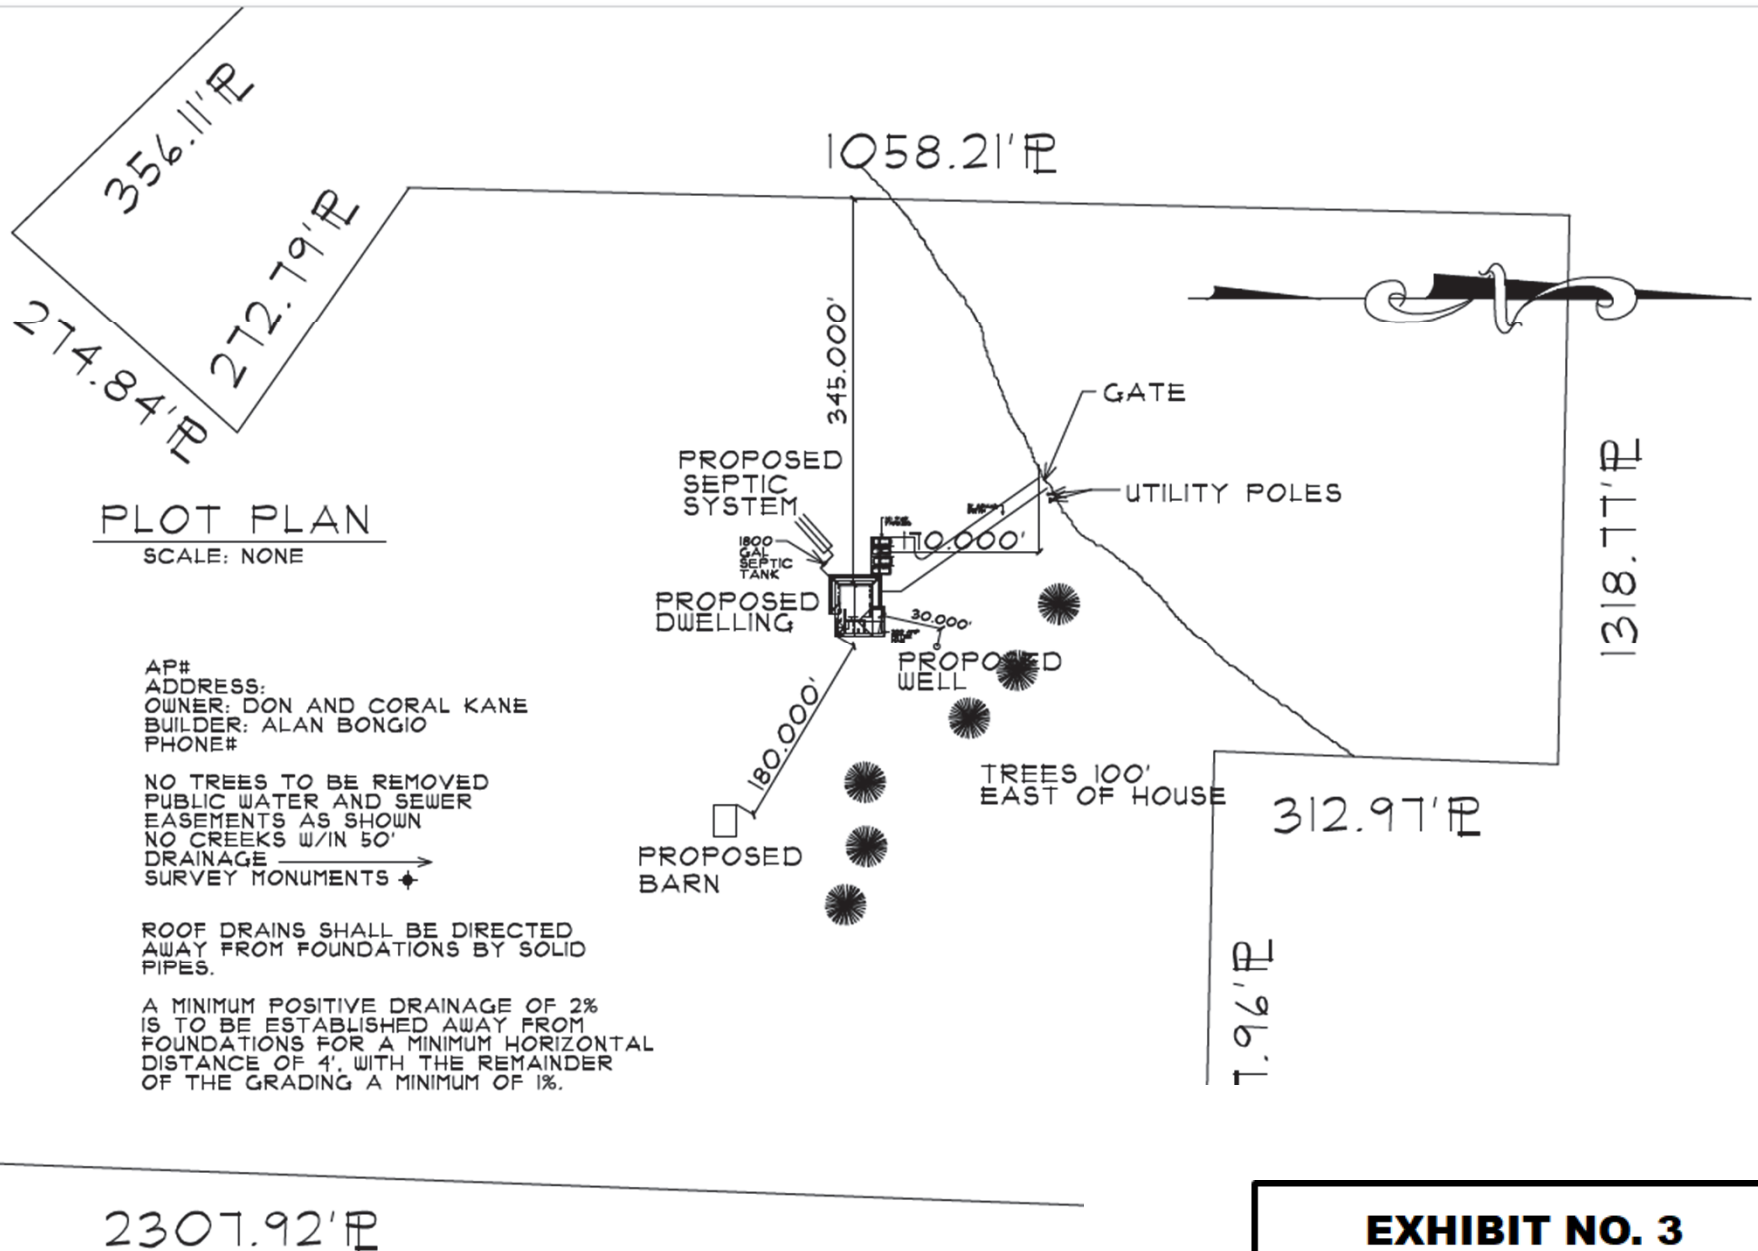 356.11' PL
1058.21' PL
272.79' PL
274.84' PL
345.000'
GATE
UTILITY POLES
PROPOSED
SEPTIC
SYSTEM
1800
GAL
SEPTIC
TANK
170.000'
1318.77' PL
PLOT PLAN
SCALE: NONE
PROPOSED
DWELLING
30.000'
PROPOSED
WELL
180.000'
AP#
ADDRESS:
OWNER: DON AND CORAL KANE
BUILDER: ALAN BONGIO
PHONE#
NO TREES TO BE REMOVED
PUBLIC WATER AND SEWER
EASEMENTS AS SHOWN
NO CREEKS W/IN 50'
DRAINAGE
SURVEY MONUMENTS
TREES 100'
EAST OF HOUSE
312.97' PL
PROPOSED
BARN
ROOF DRAINS SHALL BE DIRECTED
AWAY FROM FOUNDATIONS BY SOLID
PIPES.
A MINIMUM POSITIVE DRAINAGE OF 2%
IS TO BE ESTABLISHED AWAY FROM
FOUNDATIONS FOR A MINIMUM HORIZONTAL
DISTANCE OF 4', WITH THE REMAINDER
OF THE GRADING A MINIMUM OF 1%.
7.96' PL
2307.92' PL
EXHIBIT NO. 3